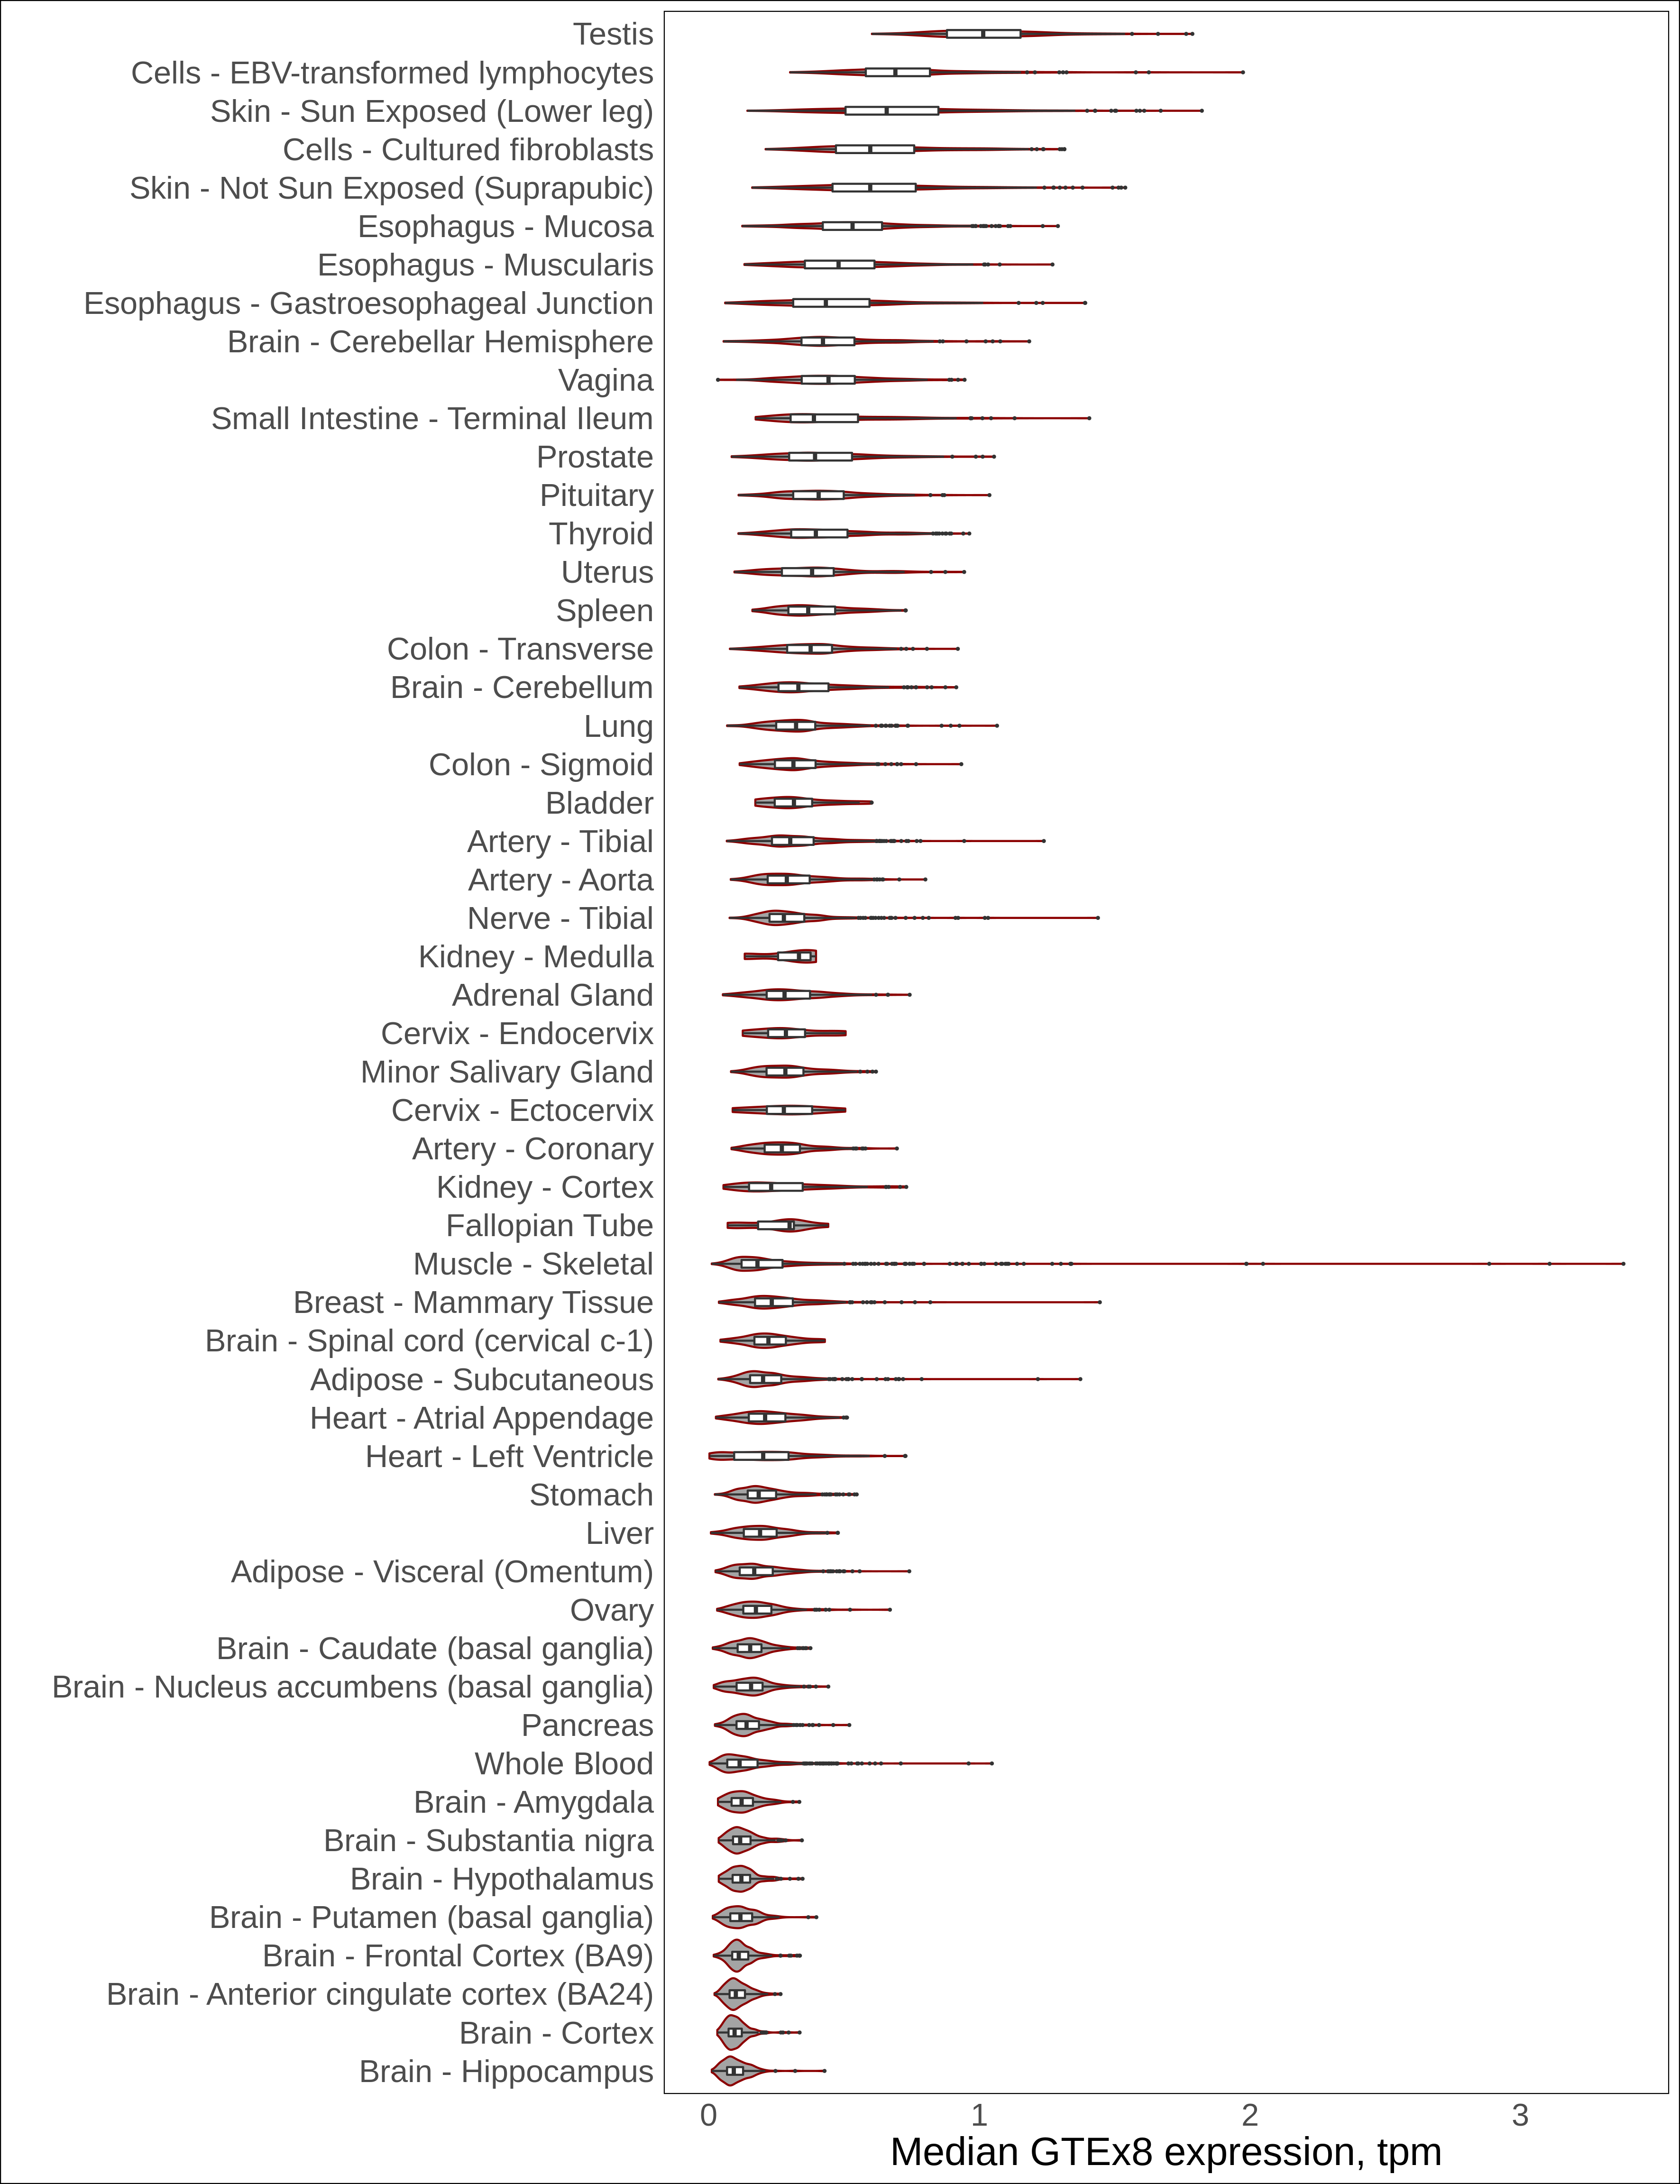 Testis
Cells - EBV-transformed lymphocytes
Skin - Sun Exposed (Lower leg)
Cells - Cultured fibroblasts
Skin - Not Sun Exposed (Suprapubic)
Esophagus - Mucosa
Esophagus - Muscularis
Esophagus - Gastroesophageal Junction
Brain - Cerebellar Hemisphere
Vagina
Small Intestine - Terminal Ileum
Prostate
Pituitary
Thyroid
Uterus
Spleen
Colon - Transverse
Brain - Cerebellum
Lung
Colon - Sigmoid
Bladder
Artery - Tibial
Artery - Aorta
Nerve - Tibial
Kidney - Medulla
Adrenal Gland
Cervix - Endocervix
Minor Salivary Gland
Cervix - Ectocervix
Artery - Coronary
Kidney - Cortex
Fallopian Tube
Muscle - Skeletal
Breast - Mammary Tissue
Brain - Spinal cord (cervical c-1)
Adipose - Subcutaneous
Heart - Atrial Appendage
Heart - Left Ventricle
Stomach
Liver
Adipose - Visceral (Omentum)
Ovary
Brain - Caudate (basal ganglia)
Brain - Nucleus accumbens (basal ganglia)
Pancreas
Whole Blood
Brain - Amygdala
Brain - Substantia nigra
Brain - Hypothalamus
Brain - Putamen (basal ganglia)
Brain - Frontal Cortex (BA9)
Brain - Anterior cingulate cortex (BA24)
Brain - Cortex
Brain - Hippocampus
0 1 2 3
Median GTEx8 expression, tpm